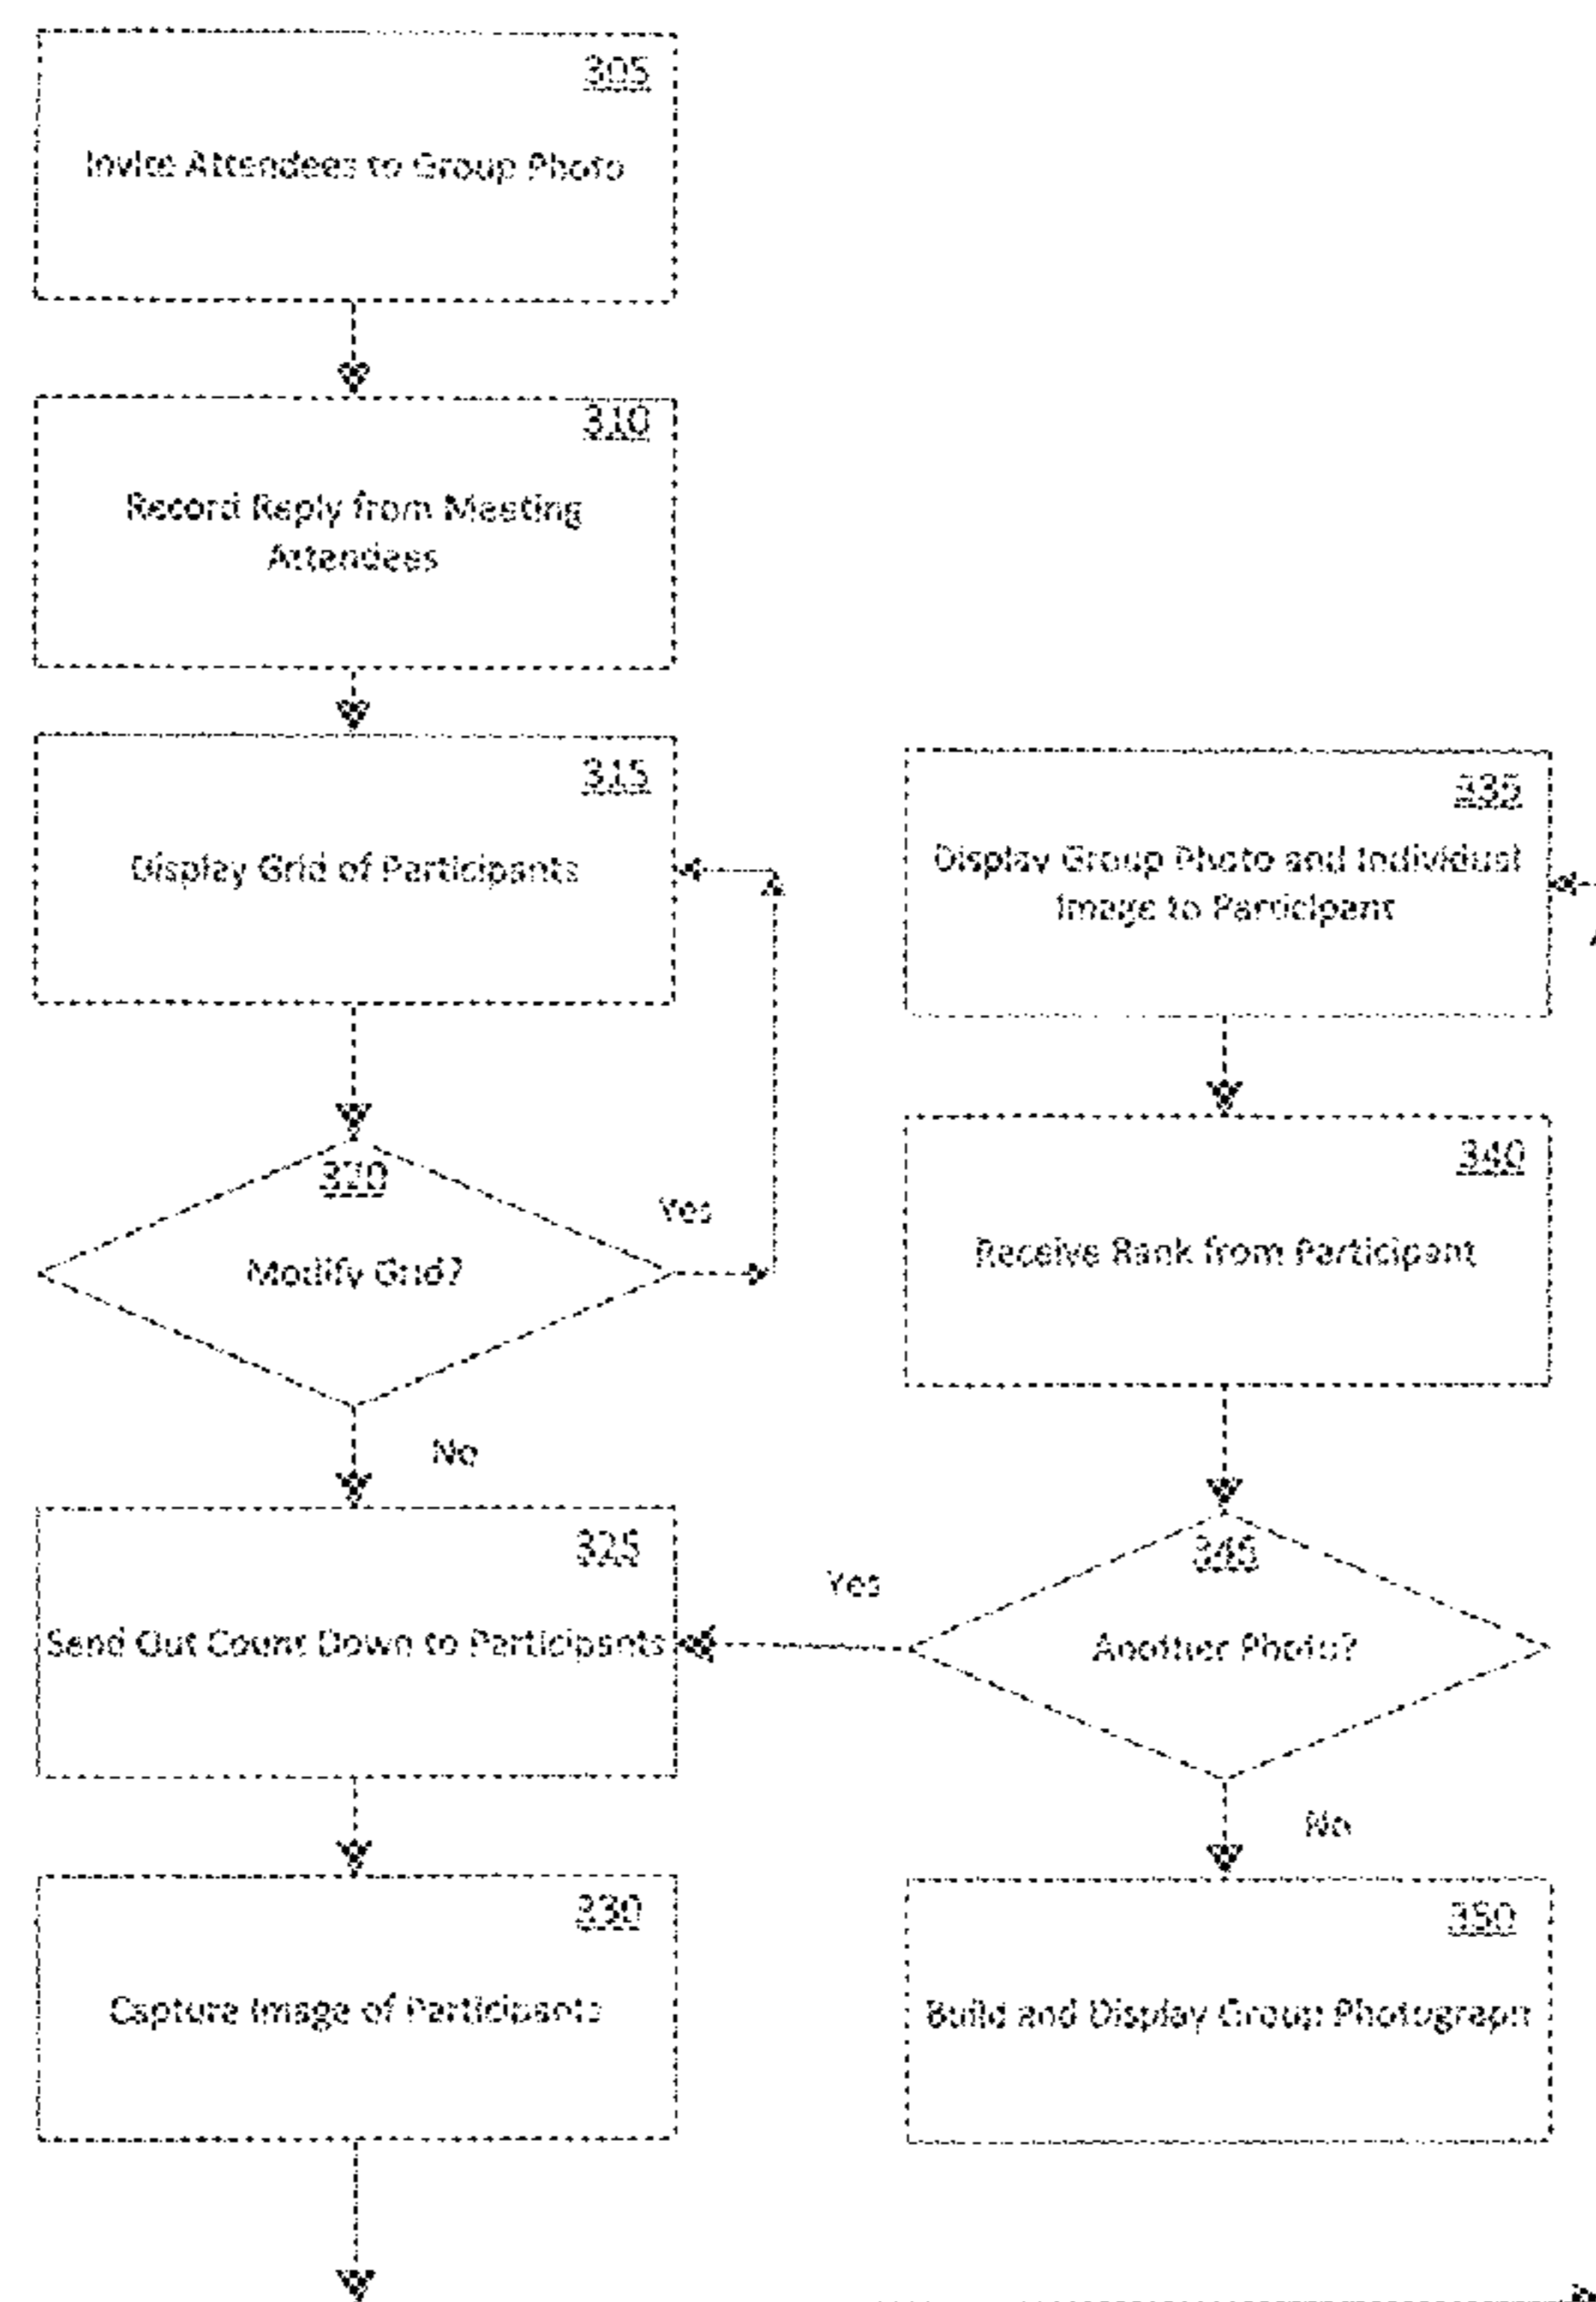 305
Invite Attendees to Group Photo
310
Record Reply from Meeting
Attendees
315
Display Grid of Participants
320
Modify Grid?
Yes
No
325
Send Out Count Down to Participants
330
Capture Image of Participants
335
Display Group Photo and Individual
Image to Participant
340
Receive Rank from Participant
345
Another Photo?
Yes
No
350
Build and Display Group Photograph